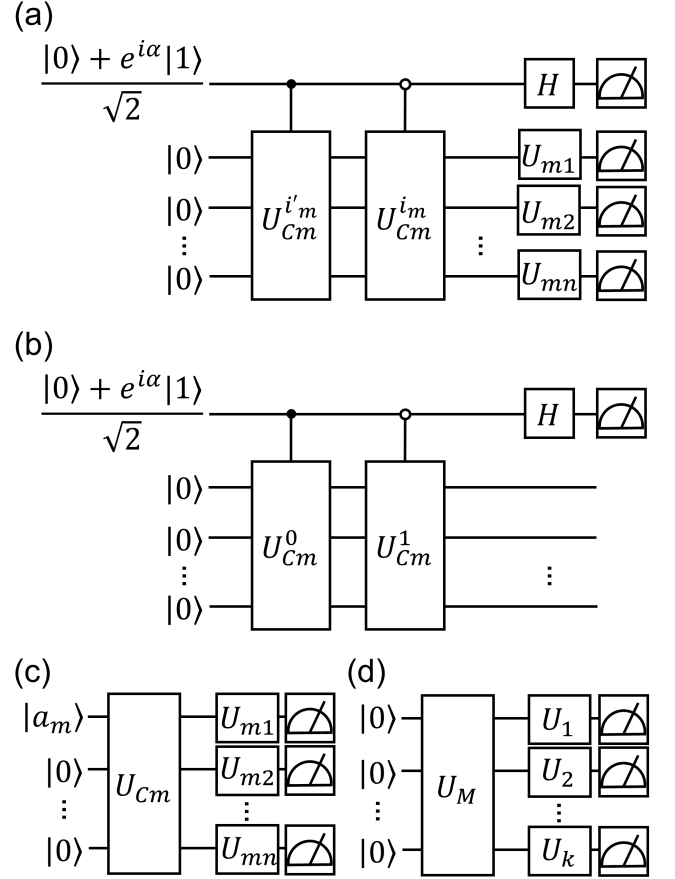 (a)
|0⟩ + e^{iα}|1⟩
√2
H
|0⟩
U_{m1}
|0⟩
U_{Cm}^{i'_m}
U_{Cm}^{i_m}
U_{m2}
⋮
⋮
|0⟩
U_{mn}
(b)
|0⟩ + e^{iα}|1⟩
√2
H
|0⟩
|0⟩
U_{Cm}^{0}
U_{Cm}^{1}
⋮
⋮
|0⟩
(c)
|a_m⟩
U_{m1}
|0⟩
U_{Cm}
U_{m2}
⋮
⋮
|0⟩
U_{mn}
(d)
|0⟩
U_1
|0⟩
U_M
U_2
⋮
⋮
|0⟩
U_k